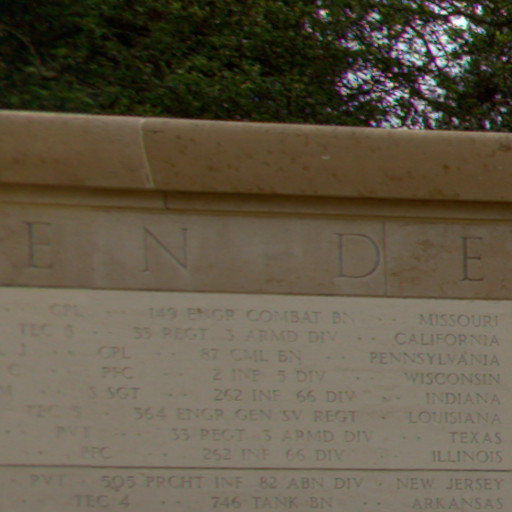 EN DE
CPL 149 ENGR COMBAT BN MISSOURI
TEC 5 33 REGT 3 ARMD DIV CALIFORNIA
CPL 87 CML BN PENNSYLVANIA
PFC 2 INF 5 DIV WISCONSIN
S SGT 262 INF 66 DIV INDIANA
TEC 5 364 ENGR GEN SV REGT LOUISIANA
PVT 33 REGT 3 ARMD DIV TEXAS
PFC 262 INF 66 DIV ILLINOIS
PVT 505 PRCHT INF 82 ABN DIV NEW JERSEY
TEC 4 746 TANK BN ARKANSAS